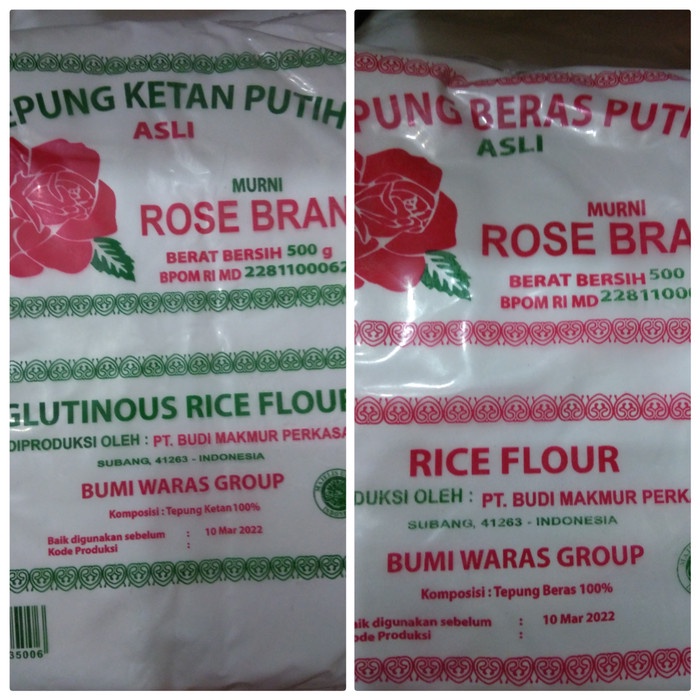 EPUNG KETAN PUTIH
ASLI
MURNI
ROSE BRAN
BERAT BERSIH 500 g
BPOM RI MD 2281100062
GLUTINOUS RICE FLOUR
DIPRODUKSI OLEH : PT. BUDI MAKMUR PERKASA
SUBANG, 41263 - INDONESIA
BUMI WARAS GROUP
Komposisi : Tepung Ketan 100%
Baik digunakan sebelum : 10 Mar 2022
Kode Produksi :
35006
PUNG BERAS PUTI
ASLI
MURNI
ROSE BRA
BERAT BERSIH 500
BPOM RI MD 22811000
RICE FLOUR
DUKSI OLEH : PT. BUDI MAKMUR PERK
SUBANG, 41263 - INDONESIA
BUMI WARAS GROUP
Komposisi : Tepung Beras 100%
aik digunakan sebelum : 10 Mar 2022
ode Produksi :